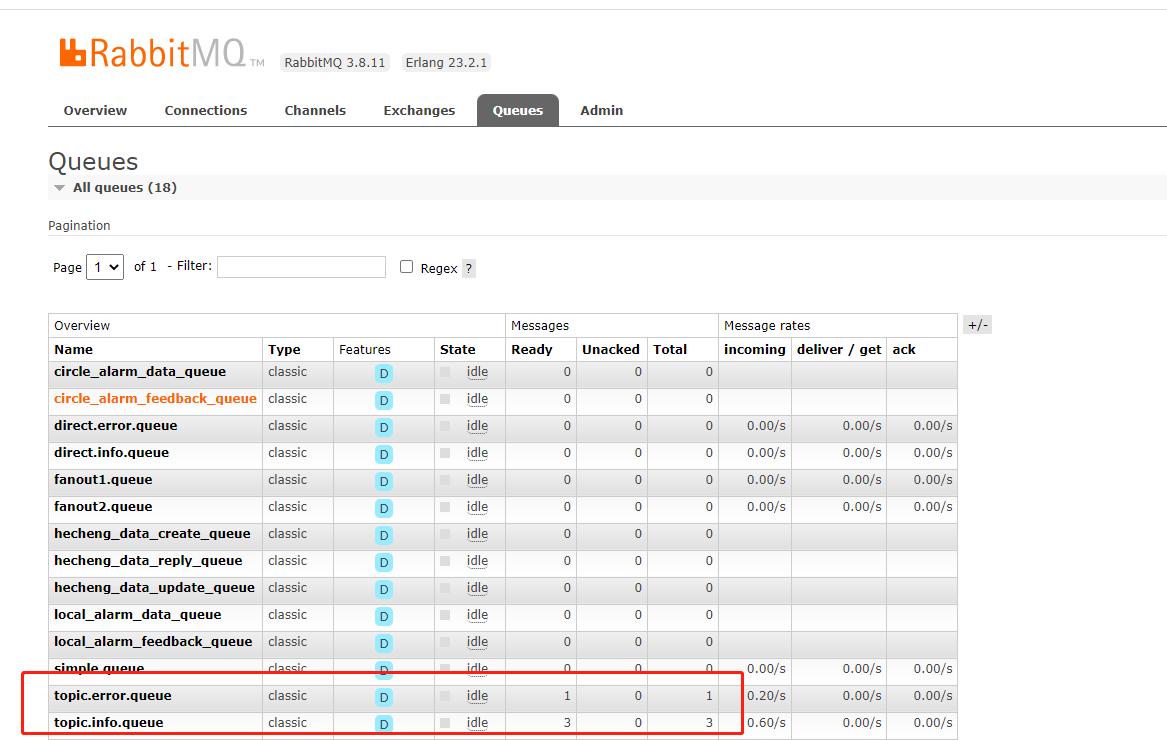 RabbitMQ TM RabbitMQ 3.8.11 Erlang 23.2.1
Overview Connections Channels Exchanges Queues Admin
Queues
All queues (18)
Pagination
Page 1 of 1 - Filter: Regex ?
Overview Messages Message rates +/-
Name Type Features State Ready Unacked Total incoming deliver / get ack
circle_alarm_data_queue classic D idle 0 0 0
circle_alarm_feedback_queue classic D idle 0 0 0
direct.error.queue classic D idle 0 0 0 0.00/s 0.00/s 0.00/s
direct.info.queue classic D idle 0 0 0 0.00/s 0.00/s 0.00/s
fanout1.queue classic D idle 0 0 0 0.00/s 0.00/s 0.00/s
fanout2.queue classic D idle 0 0 0 0.00/s 0.00/s 0.00/s
hecheng_data_create_queue classic D idle 0 0 0
hecheng_data_reply_queue classic D idle 0 0 0
hecheng_data_update_queue classic D idle 0 0 0
local_alarm_data_queue classic D idle 0 0 0
local_alarm_feedback_queue classic D idle 0 0 0
simple.queue classic D idle 0 0 0 0.00/s 0.00/s 0.00/s
topic.error.queue classic D idle 1 0 1 0.20/s 0.00/s 0.00/s
topic.info.queue classic D idle 3 0 3 0.60/s 0.00/s 0.00/s